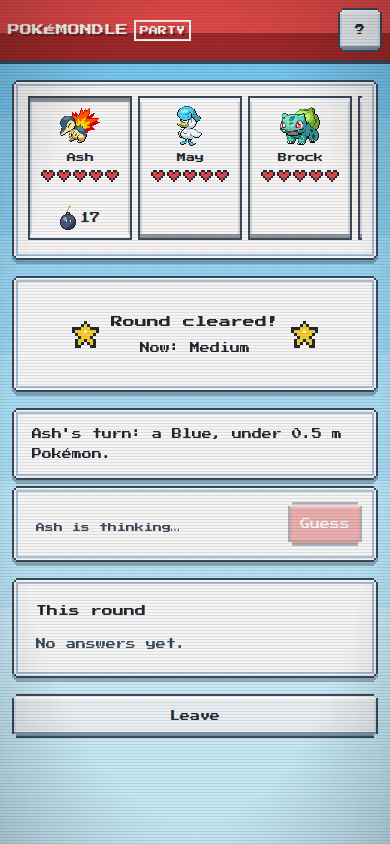 POKéMONDLE PARTY ?
Ash May Brock
17
Round cleared!
Now: Medium
Ash's turn: a Blue, under 0.5 m
Pokémon.
Ash is thinking… Guess
This round
No answers yet.
Leave